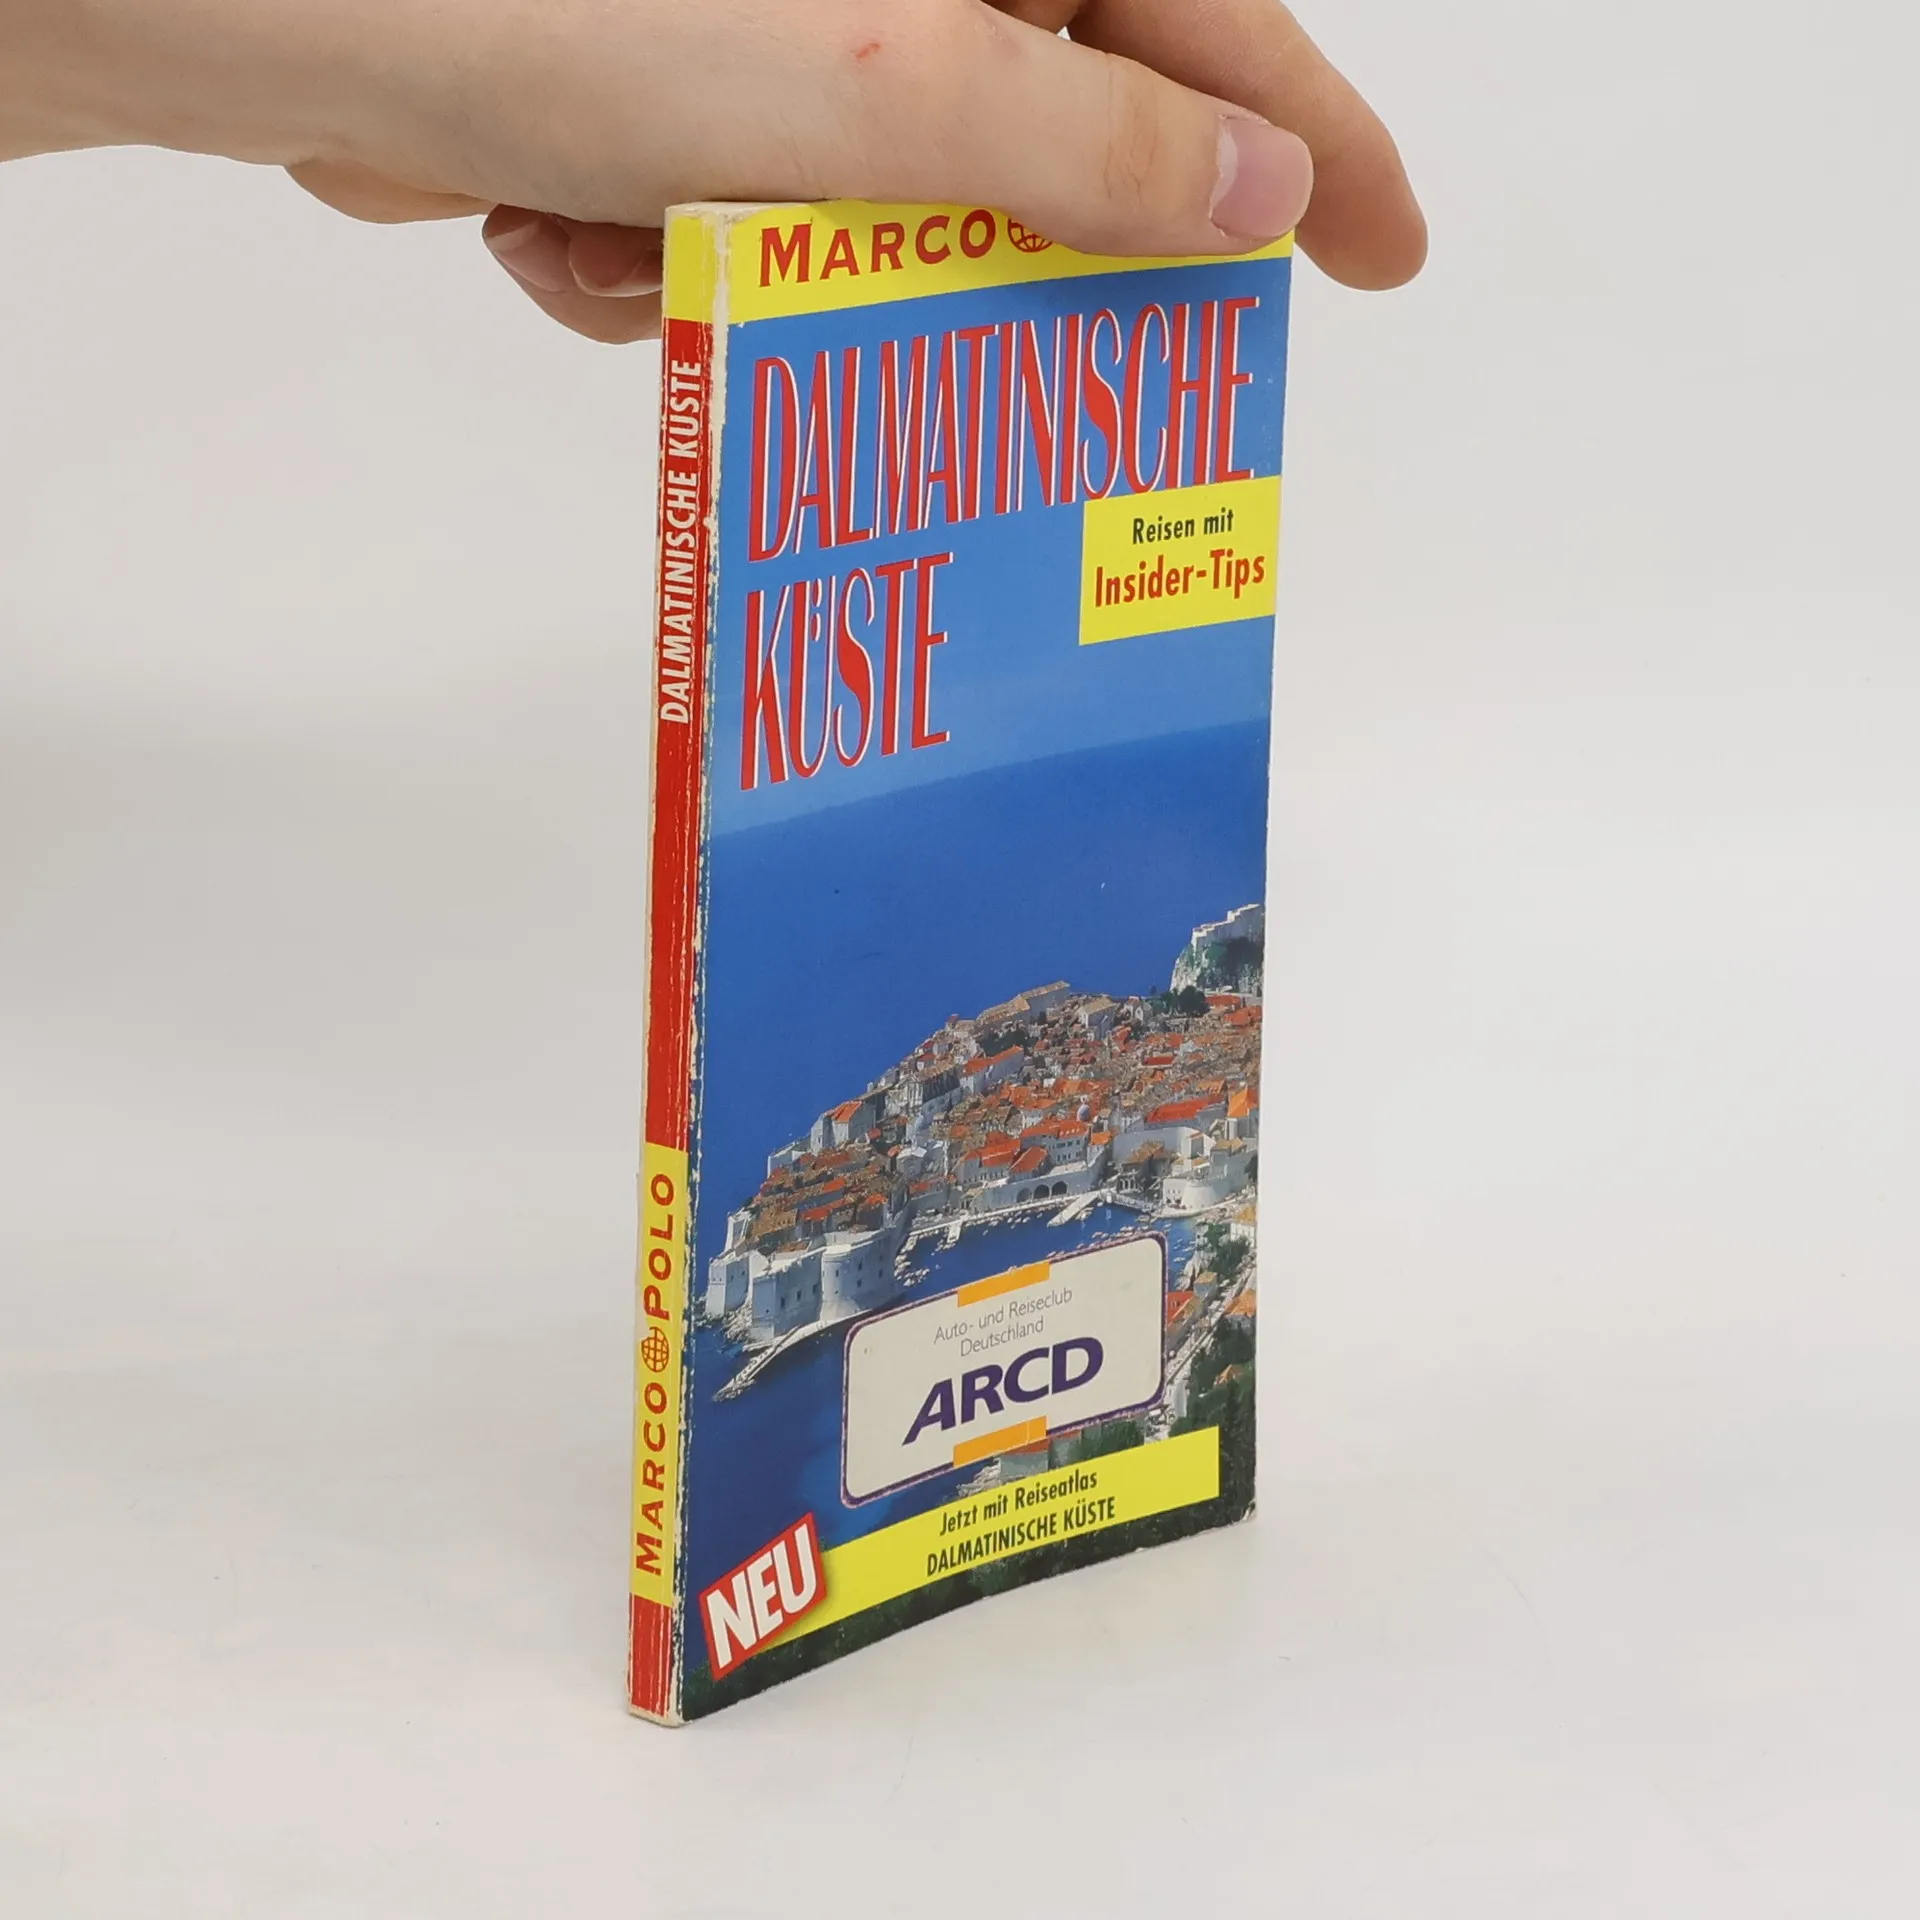 MARCO
DALMATINISCHE
KÜSTE
Reisen mit
Insider-Tips
Auto- und Reiseclub
Deutschland
ARCD
Jetzt mit Reiseatlas
DALMATINISCHE KÜSTE
NEU
DALMATINISCHE KÜSTE
MARCO POLO